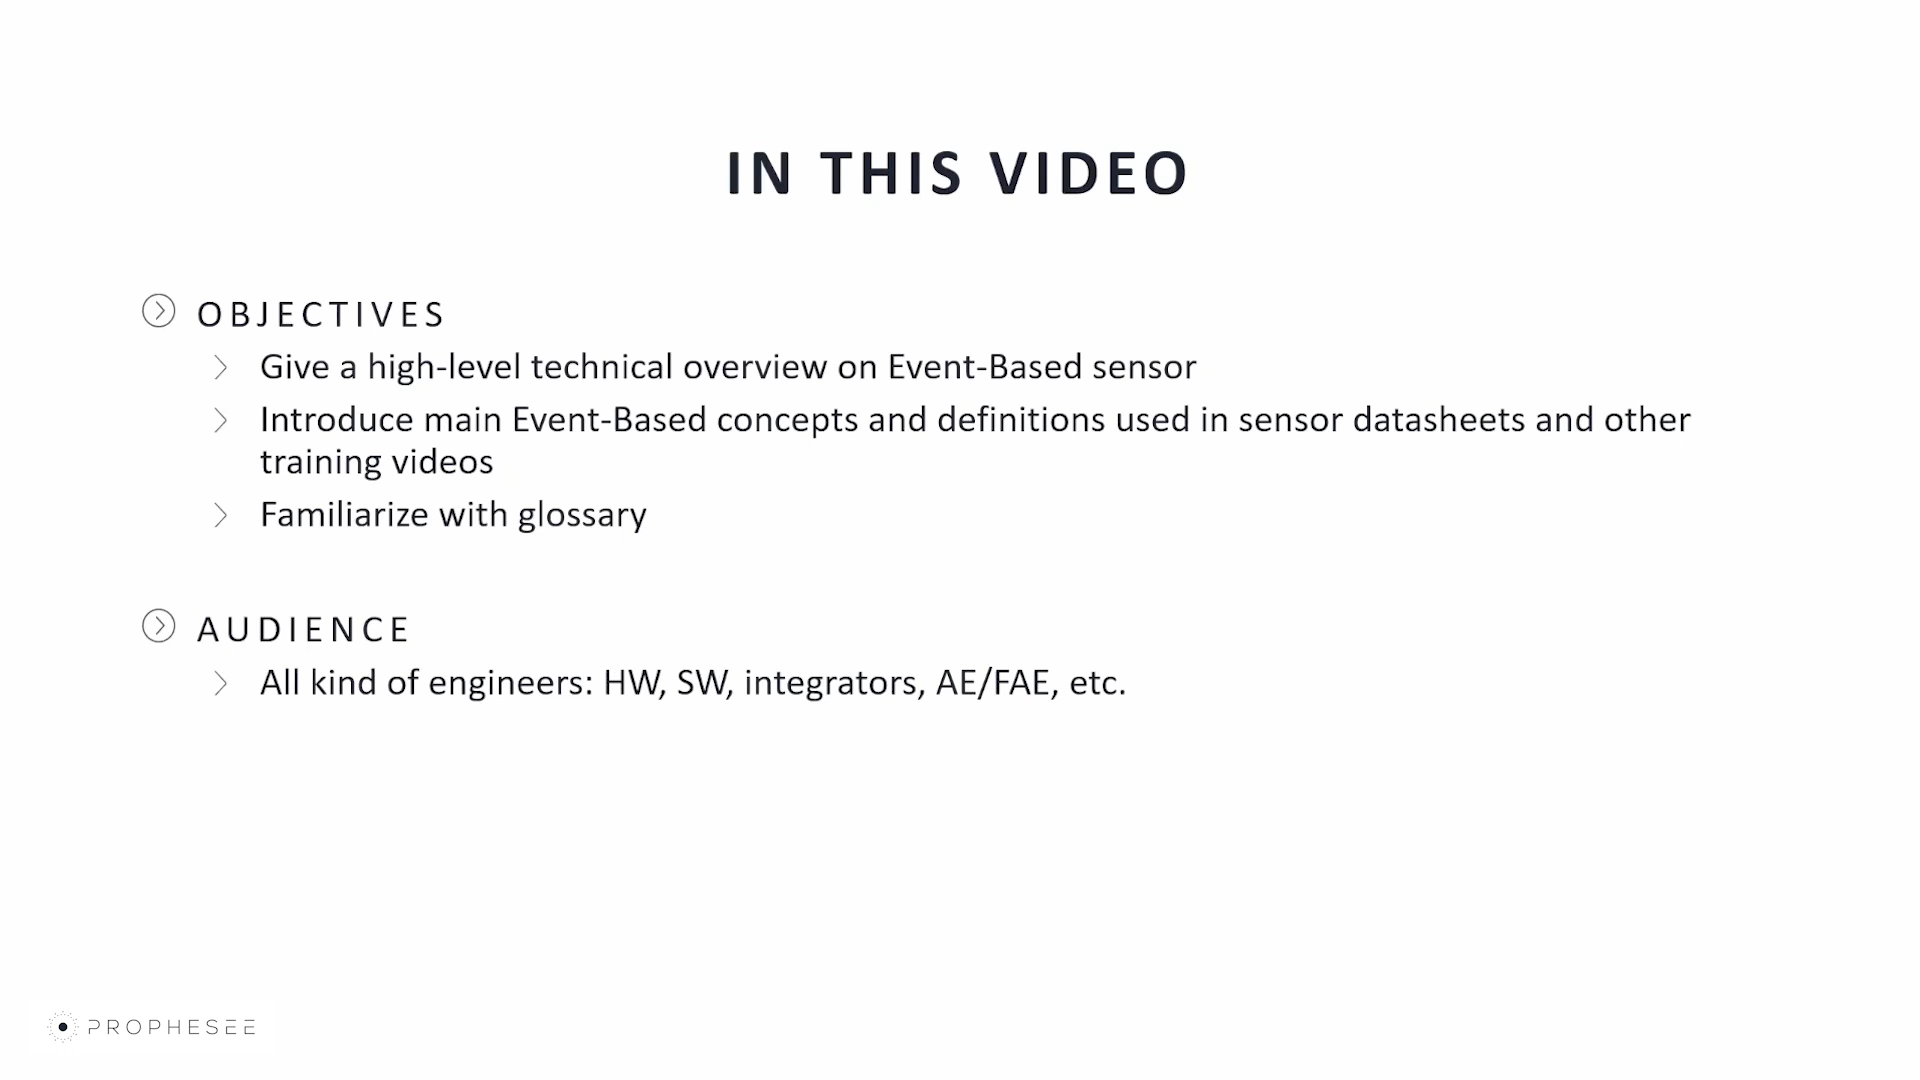 IN THIS VIDEO
OBJECTIVES
Give a high-level technical overview on Event-Based sensor
Introduce main Event-Based concepts and definitions used in sensor datasheets and other
training videos
Familiarize with glossary
AUDIENCE
All kind of engineers: HW, SW, integrators, AE/FAE, etc.
PROPHESEE